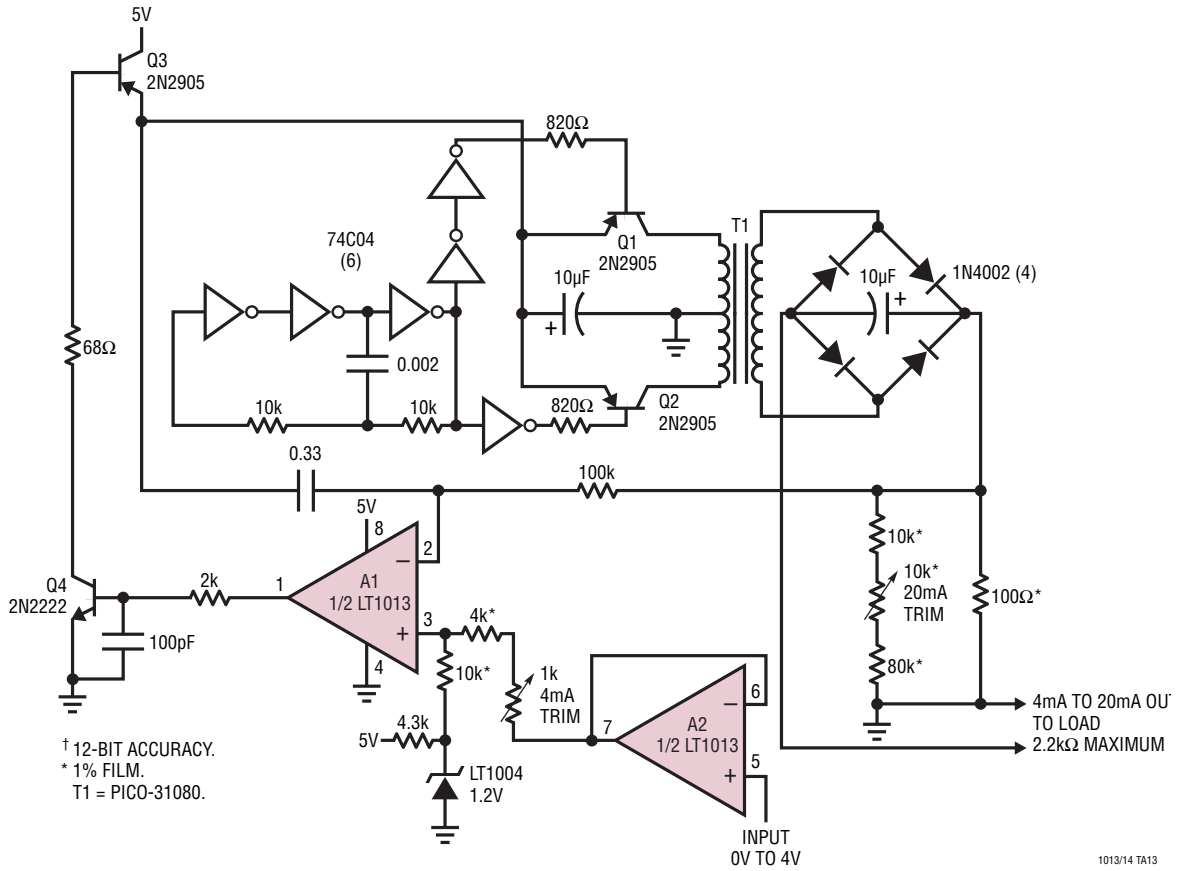 5V
Q3
2N2905
820Ω
74C04
(6)
Q1
2N2905
T1
10µF
+
10µF
+
1N4002 (4)
68Ω
0.002
10k
10k
820Ω
Q2
2N2905
0.33
100k
5V
8
2
–
A1
1/2 LT1013
1
3
+
4
2k
Q4
2N2222
100pF
4k*
10k*
1k
4mA
TRIM
10k*
10k*
20mA
TRIM
80k*
100Ω*
4.3k
5V
LT1004
1.2V
6
–
A2
1/2 LT1013
7
5
+
INPUT
0V TO 4V
4mA TO 20mA OU
TO LOAD
2.2kΩ MAXIMUM
† 12-BIT ACCURACY.
* 1% FILM.
T1 = PICO-31080.
1013/14 TA13